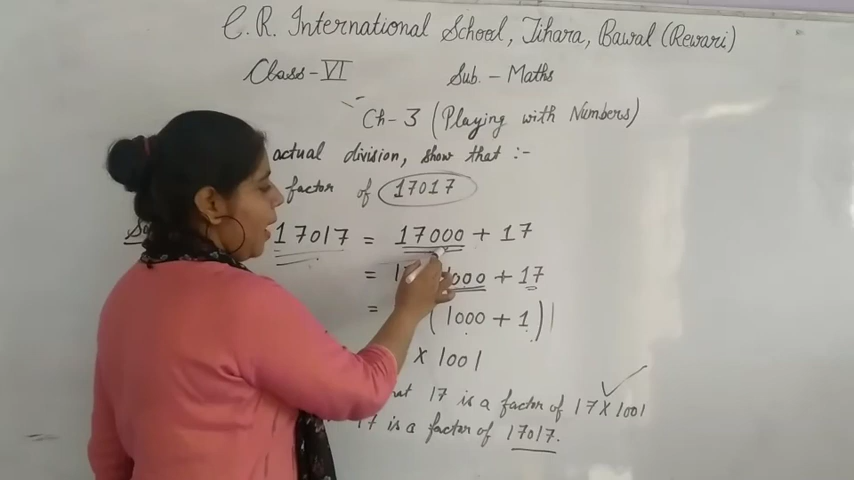 C.R. International School, Jihara, Bawal (Rewari)
Class-VI Sub. - Maths
Ch-3 (Playing with Numbers)
actual division, show that :-
factor of 17017
17017 = 17000 + 17
= 1000 + 17
= (1000 + 1)
× 1001
17 is a factor of 17 × 1001
17 is a factor of 17017.